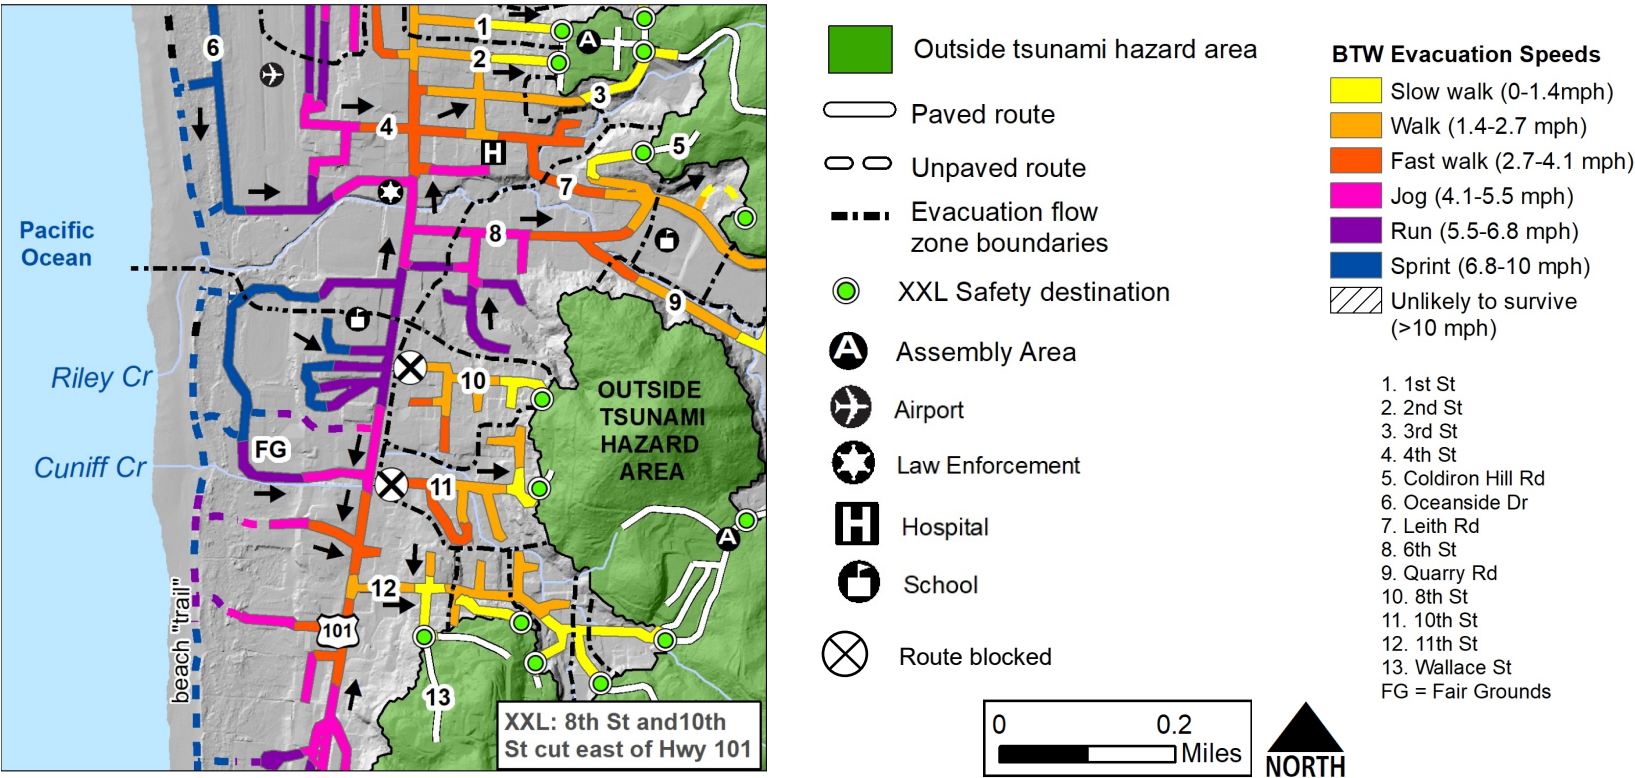 1
A
2
6
3
4
H
5
7
Pacific
Ocean
8
9
Riley Cr
10
OUTSIDE
TSUNAMI
HAZARD
AREA
FG
Cuniff Cr
11
A
12
beach "trail"
101
13
XXL: 8th St and10th
St cut east of Hwy 101
Outside tsunami hazard area
Paved route
Unpaved route
Evacuation flow
zone boundaries
XXL Safety destination
A
Assembly Area
Airport
Law Enforcement
H
Hospital
School
Route blocked
0
0.2
Miles
NORTH
BTW Evacuation Speeds
Slow walk (0-1.4mph)
Walk (1.4-2.7 mph)
Fast walk (2.7-4.1 mph)
Jog (4.1-5.5 mph)
Run (5.5-6.8 mph)
Sprint (6.8-10 mph)
Unlikely to survive
(>10 mph)
1. 1st St
2. 2nd St
3. 3rd St
4. 4th St
5. Coldiron Hill Rd
6. Oceanside Dr
7. Leith Rd
8. 6th St
9. Quarry Rd
10. 8th St
11. 10th St
12. 11th St
13. Wallace St
FG = Fair Grounds